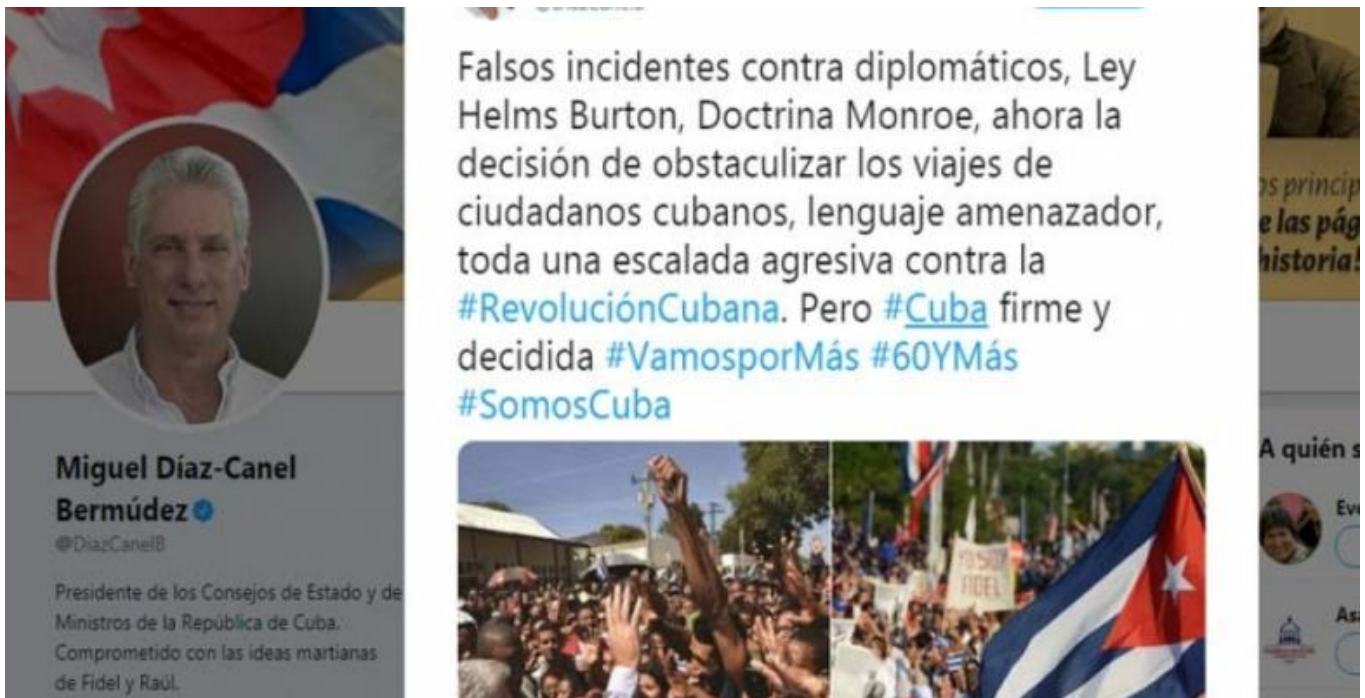 Falsos incidentes contra diplomáticos, Ley
Helms Burton, Doctrina Monroe, ahora la
decisión de obstaculizar los viajes de
ciudadanos cubanos, lenguaje amenazador,
toda una escalada agresiva contra la
#RevoluciónCubana. Pero #Cuba firme y
decidida #VamosporMás #60YMás
#SomosCuba
YO SOY
FIDEL
Miguel Díaz-Canel
Bermúdez
@DiazCanelB
Presidente de los Consejos de Estado y de
Ministros de la República de Cuba.
Comprometido con las ideas martianas
de Fidel y Raúl.
princip
las pág
historia!
A quién s